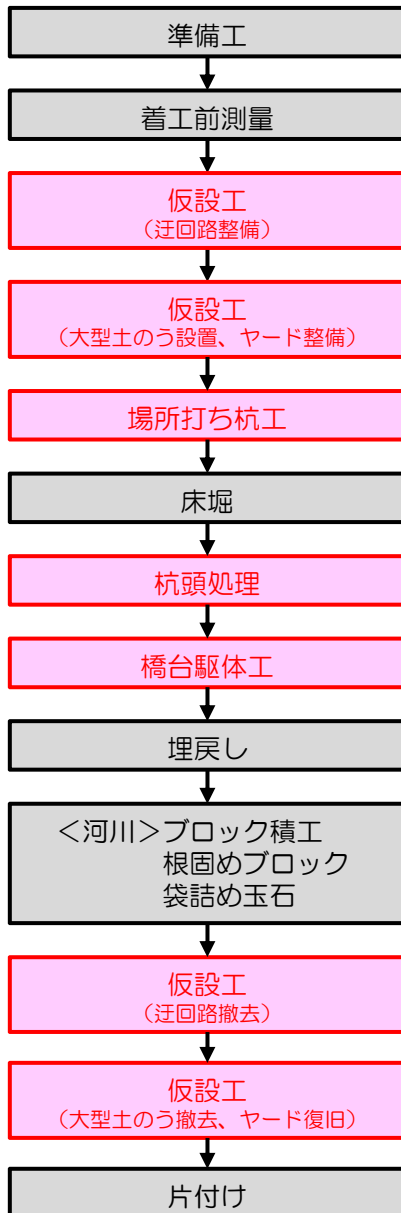 準備工
着工前測量
仮設工
（迂回路整備）
仮設工
（大型土のう設置、ヤード整備）
場所打ち杭工
床堀
杭頭処理
橋台駆体工
埋戻し
＜河川＞ブロック積工
根固めブロック
袋詰め玉石
仮設工
（迂回路撤去）
仮設工
（大型土のう撤去、ヤード復旧）
片付け